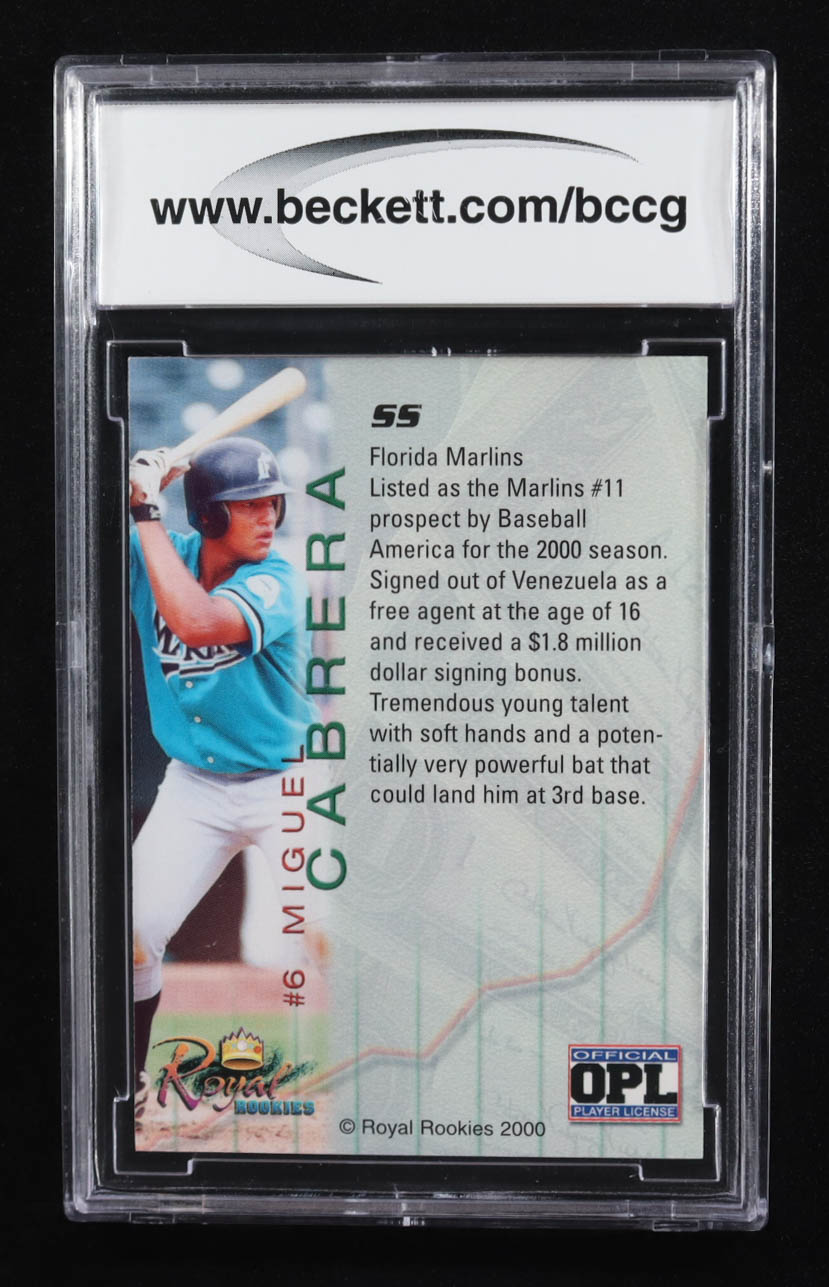 www.beckett.com/bccg
SS
Florida Marlins
Listed as the Marlins #11
prospect by Baseball
America for the 2000 season.
Signed out of Venezuela as a
free agent at the age of 16
and received a $1.8 million
dollar signing bonus.
Tremendous young talent
with soft hands and a poten-
tially very powerful bat that
could land him at 3rd base.
#6 MIGUEL
CABRERA
F
Royal
ROOKIES
OFFICIAL
OPL
PLAYER LICENSE
© Royal Rookies 2000